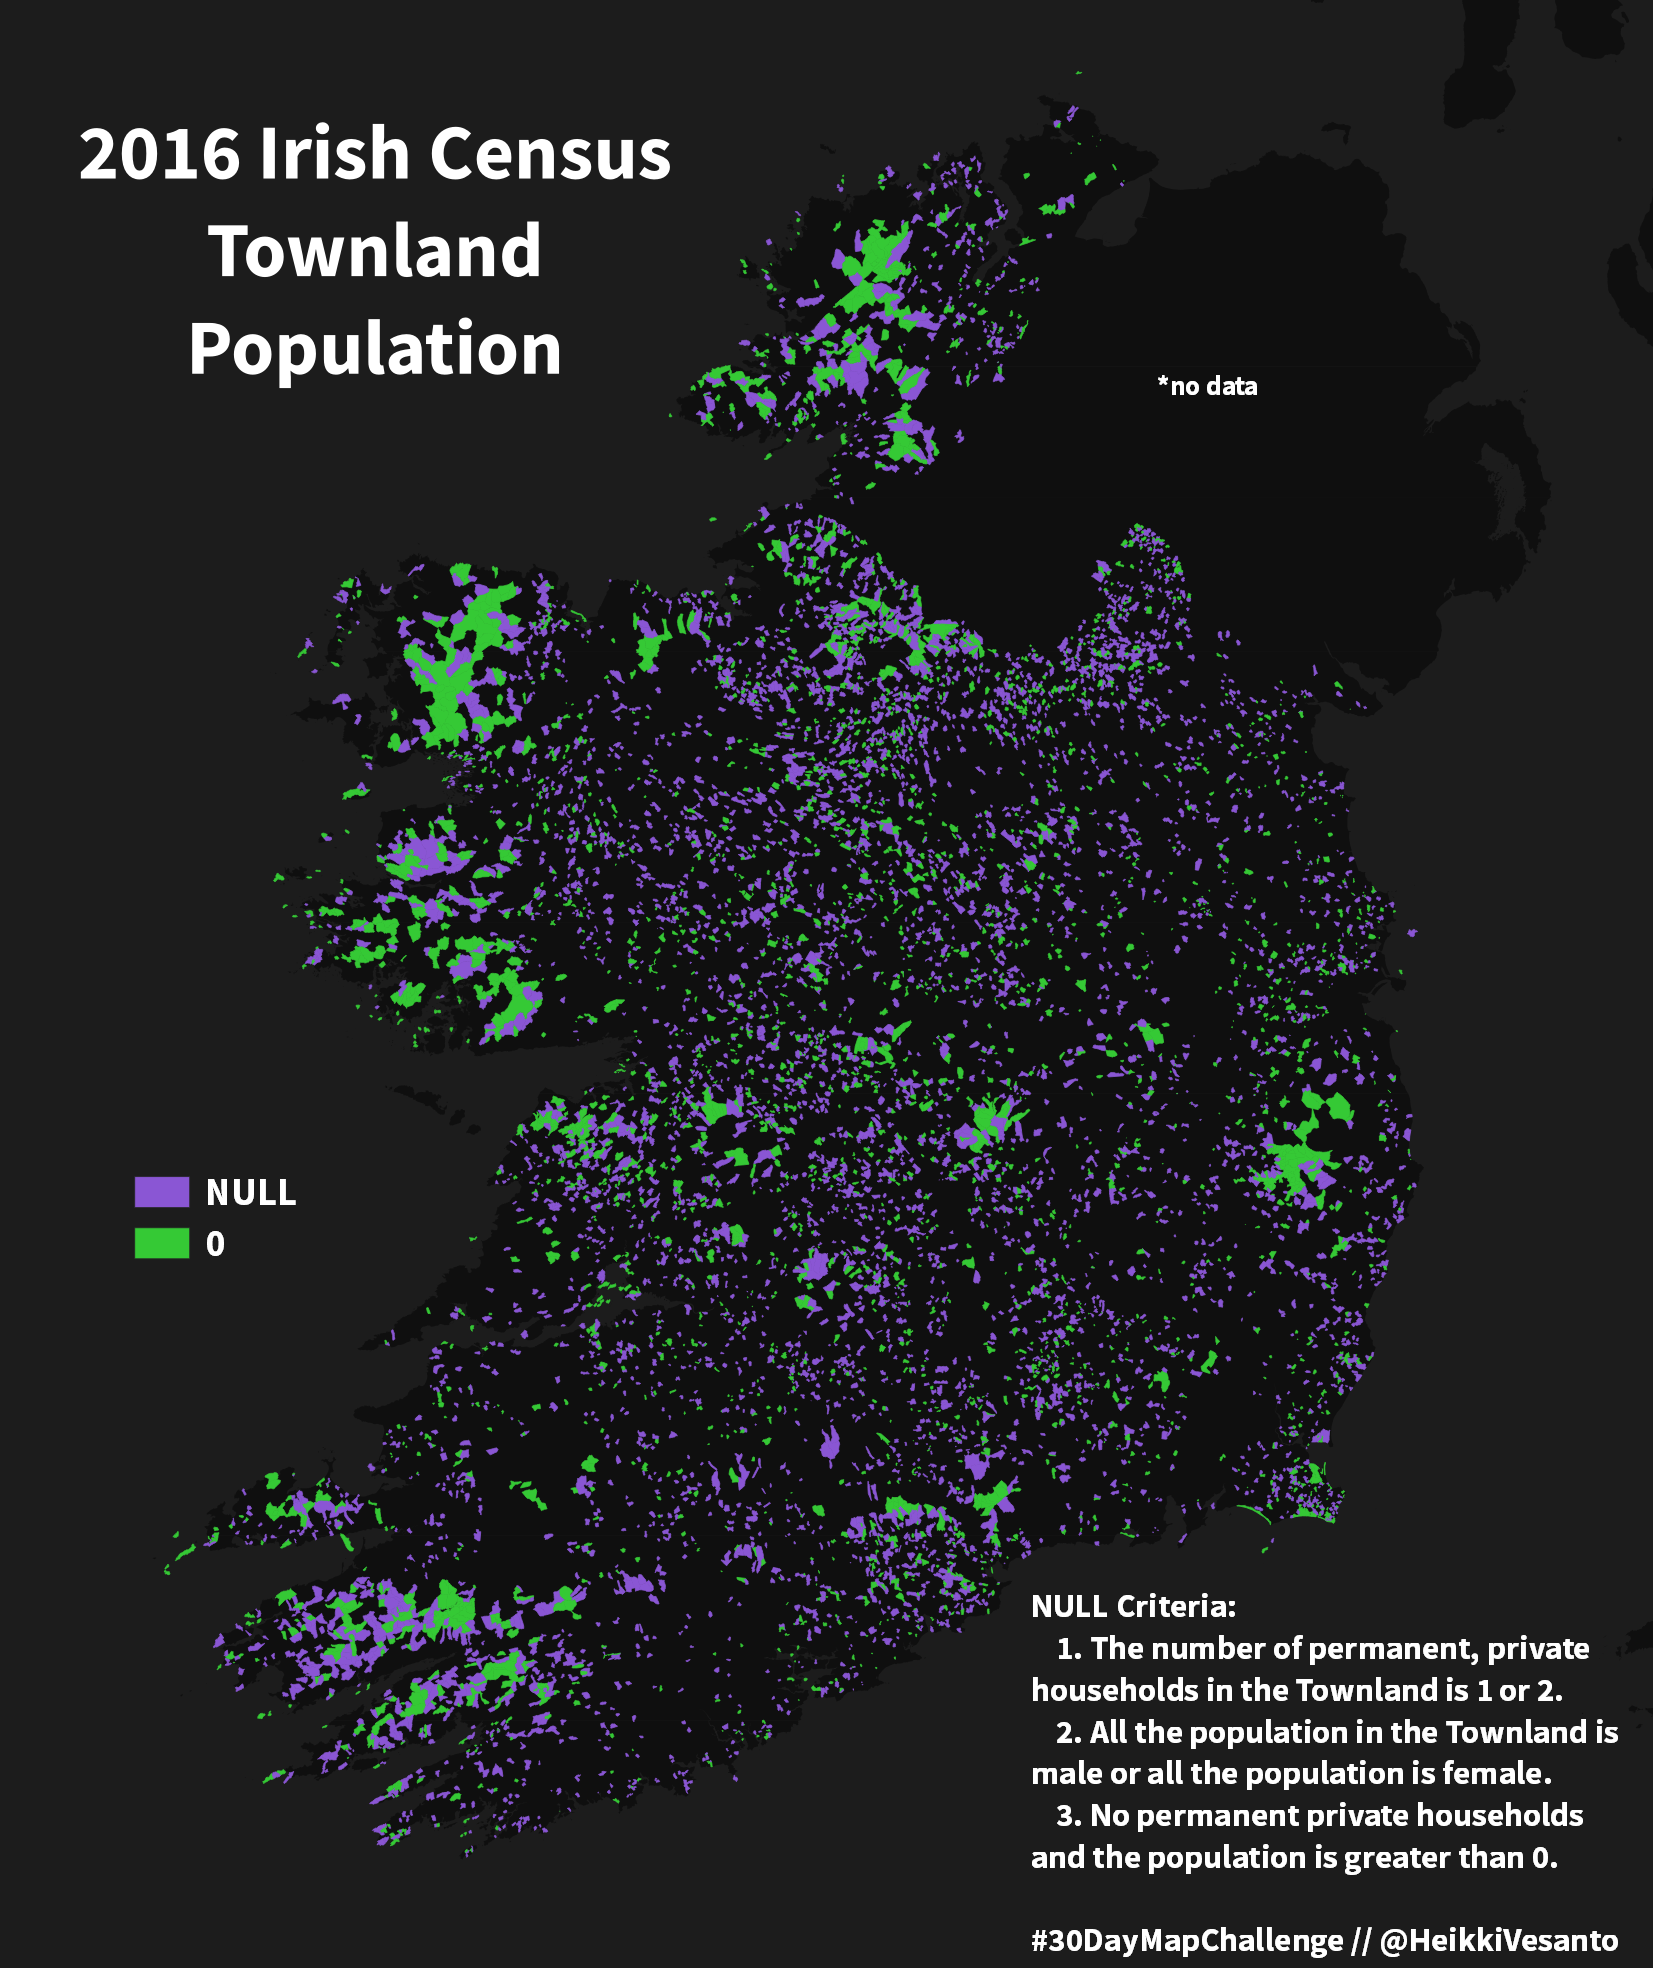 2016 Irish Census
Townland
Population
*no data
NULL
0
NULL Criteria:
1. The number of permanent, private
households in the Townland is 1 or 2.
2. All the population in the Townland is
male or all the population is female.
3. No permanent private households
and the population is greater than 0.
#30DayMapChallenge // @HeikkiVesanto